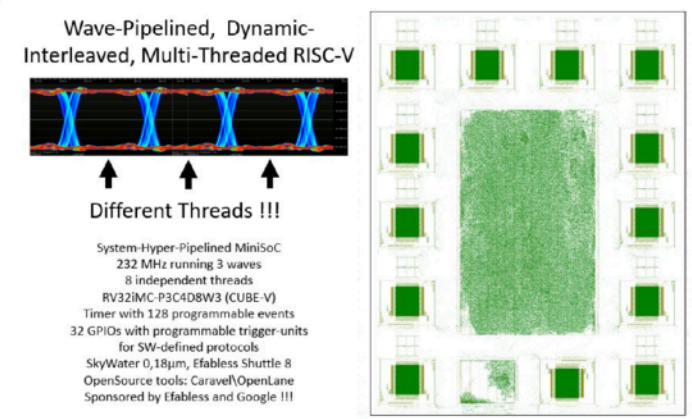 Wave-Pipelined, Dynamic-
Interleaved, Multi-Threaded RISC-V
Different Threads !!!
System-Hyper-Pipelined MiniSoC
232 MHz running 3 waves
8 independent threads
RV32iMC-P3C4D8W3 (CUBE-V)
Timer with 128 programmable events
32 GPIOs with programmable trigger-units
for SW-defined protocols
SkyWater 0,18µm, Efabless Shuttle 8
OpenSource tools: Caravel\OpenLane
Sponsored by Efabless and Google !!!